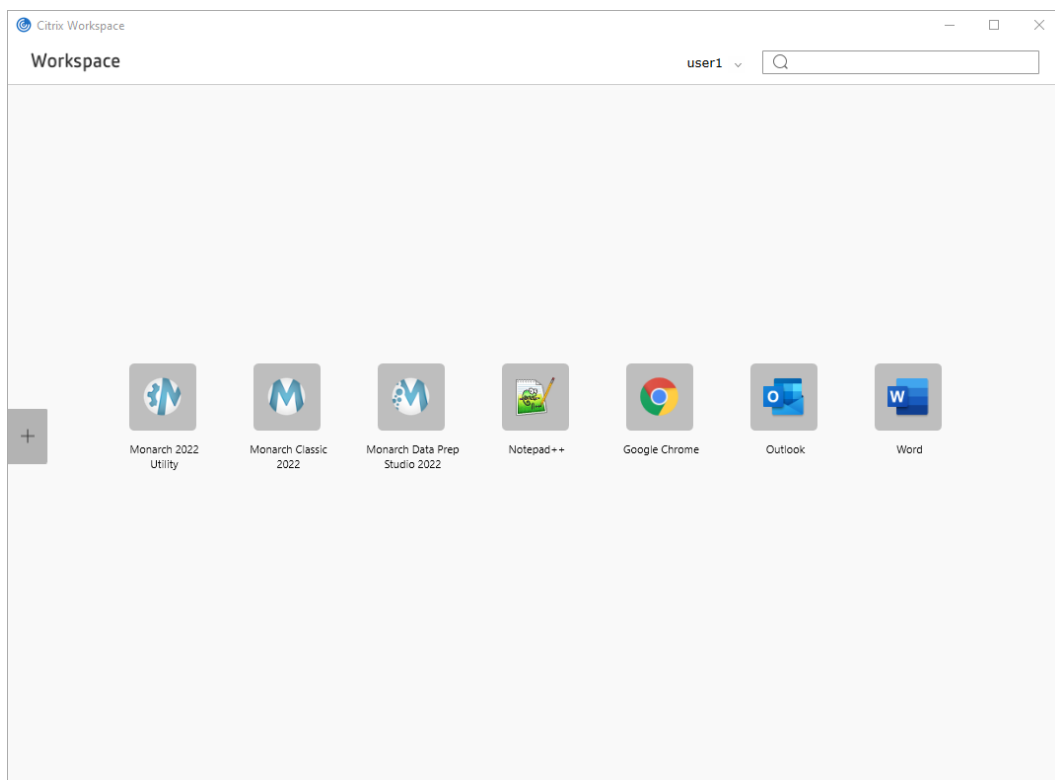 Citrix Workspace
Workspace
user1
Monarch 2022
Utility
Monarch Classic
2022
Monarch Data Prep
Studio 2022
Notepad++
Google Chrome
Outlook
Word